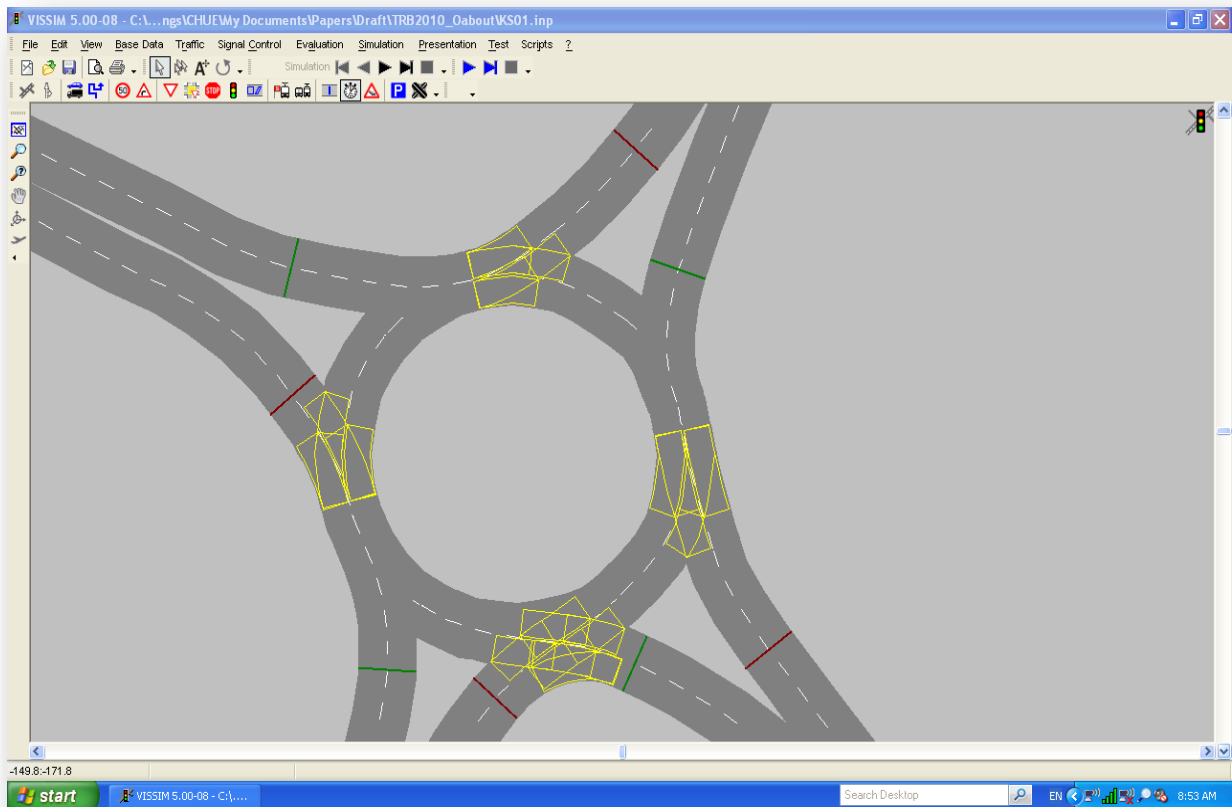 VISSIM 5.00-08 - C:\...ngs\CHUE\My Documents\Papers\Draft\TRB2010_Oabout\KS01.inp
File Edit View Base Data Traffic Signal Control Evaluation Simulation Presentation Test Scripts ?
Simulation
50 STOP P
-149.8:-171.8
start VISSIM 5.00-08 - C:\.... Search Desktop EN 8:53 AM